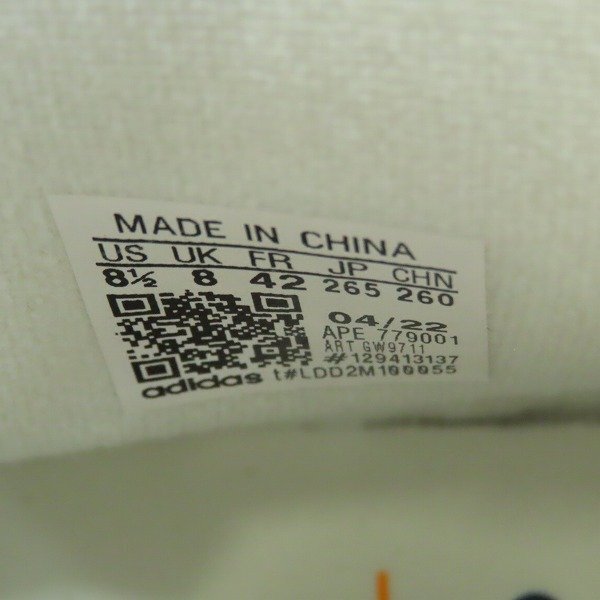 MADE IN CHINA
US UK FR JP CHN
8½ 8 42 265 260
04/22
APE 779001
ART GW9711
#129413137
adidas t#LDD2M100055